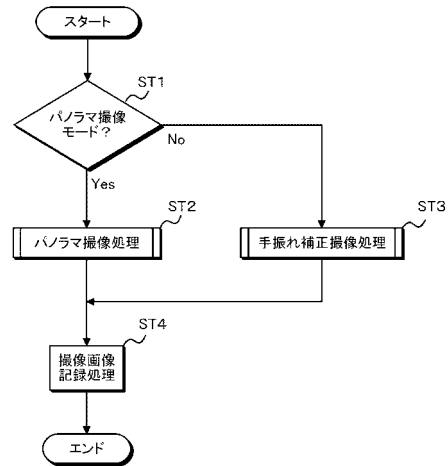 スタート
ST1
パノラマ撮像
モード?
No
Yes
ST2
パノラマ撮像処理
ST3
手振れ補正撮像処理
ST4
撮像画像
記録処理
エンド